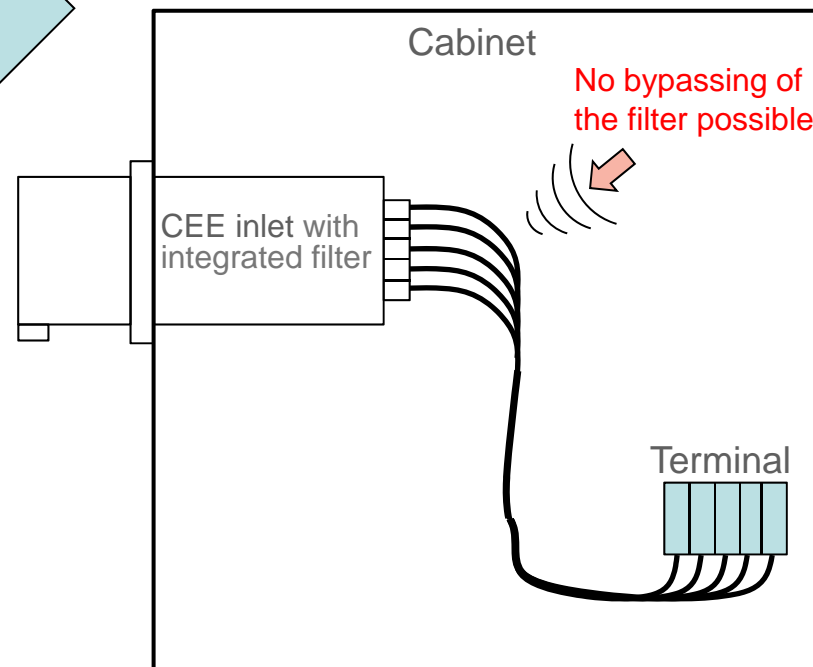 Cabinet
No bypassing of
the filter possible
CEE inlet with
integrated filter
Terminal